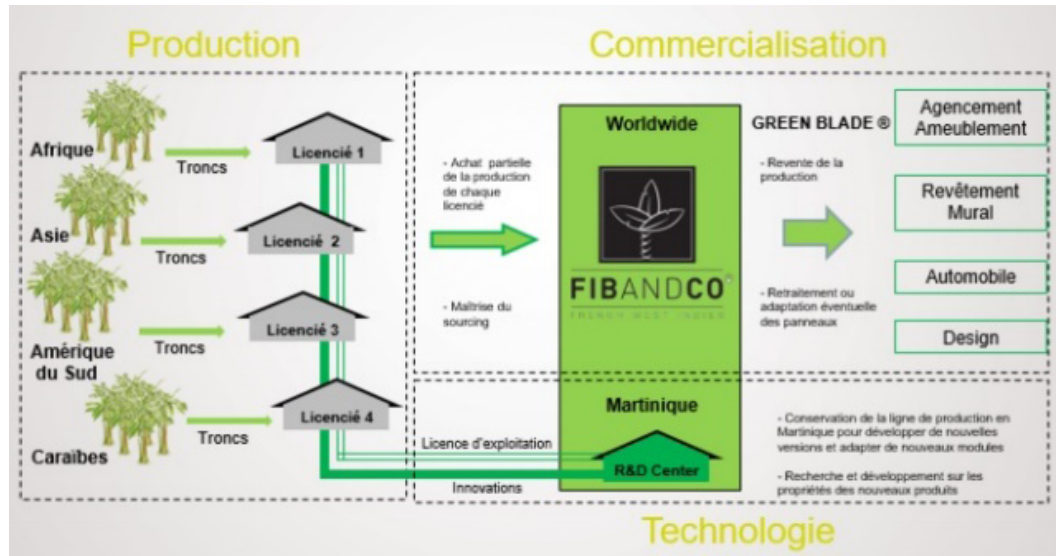 Production
Commercialisation
Afrique
Troncs
Licencié 1
Asie
Troncs
Licencié 2
Amérique
du Sud
Troncs
Licencié 3
Caraïbes
Troncs
Licencié 4
- Achat partielle
de la production
de chaque
licencié
- Maîtrise du
sourcing
Worldwide
FIBANDCO®
FRENCH WEST INDIES
GREEN BLADE ®
- Revente de la
production
- Retraitement ou
adaptation éventuelle
des panneaux
Agencement
Ameublement
Revêtement
Mural
Automobile
Design
Licence d'exploitation
Innovations
Martinique
R&D Center
- Conservation de la ligne de production en
Martinique pour développer de nouvelles
versions et adapter de nouveaux modules
- Recherche et développement sur les
propriétés des nouveaux produits
Technologie